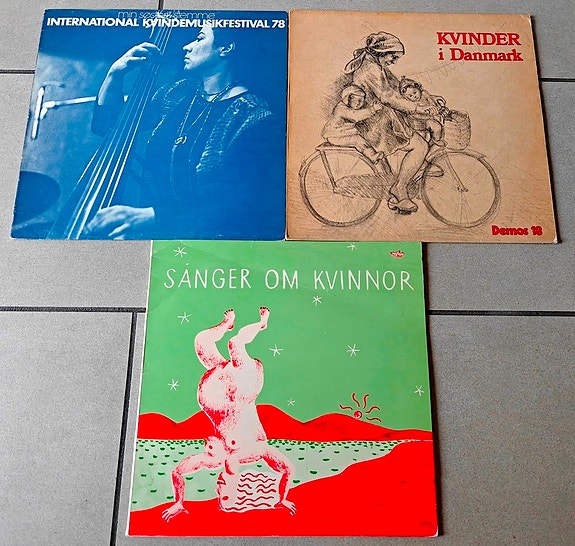 min søsters stemme
INTERNATIONAL KVINDEMUSIKFESTIVAL 78
KVINDER
i Danmark
Demos 18
SÅNGER OM KVINNOR